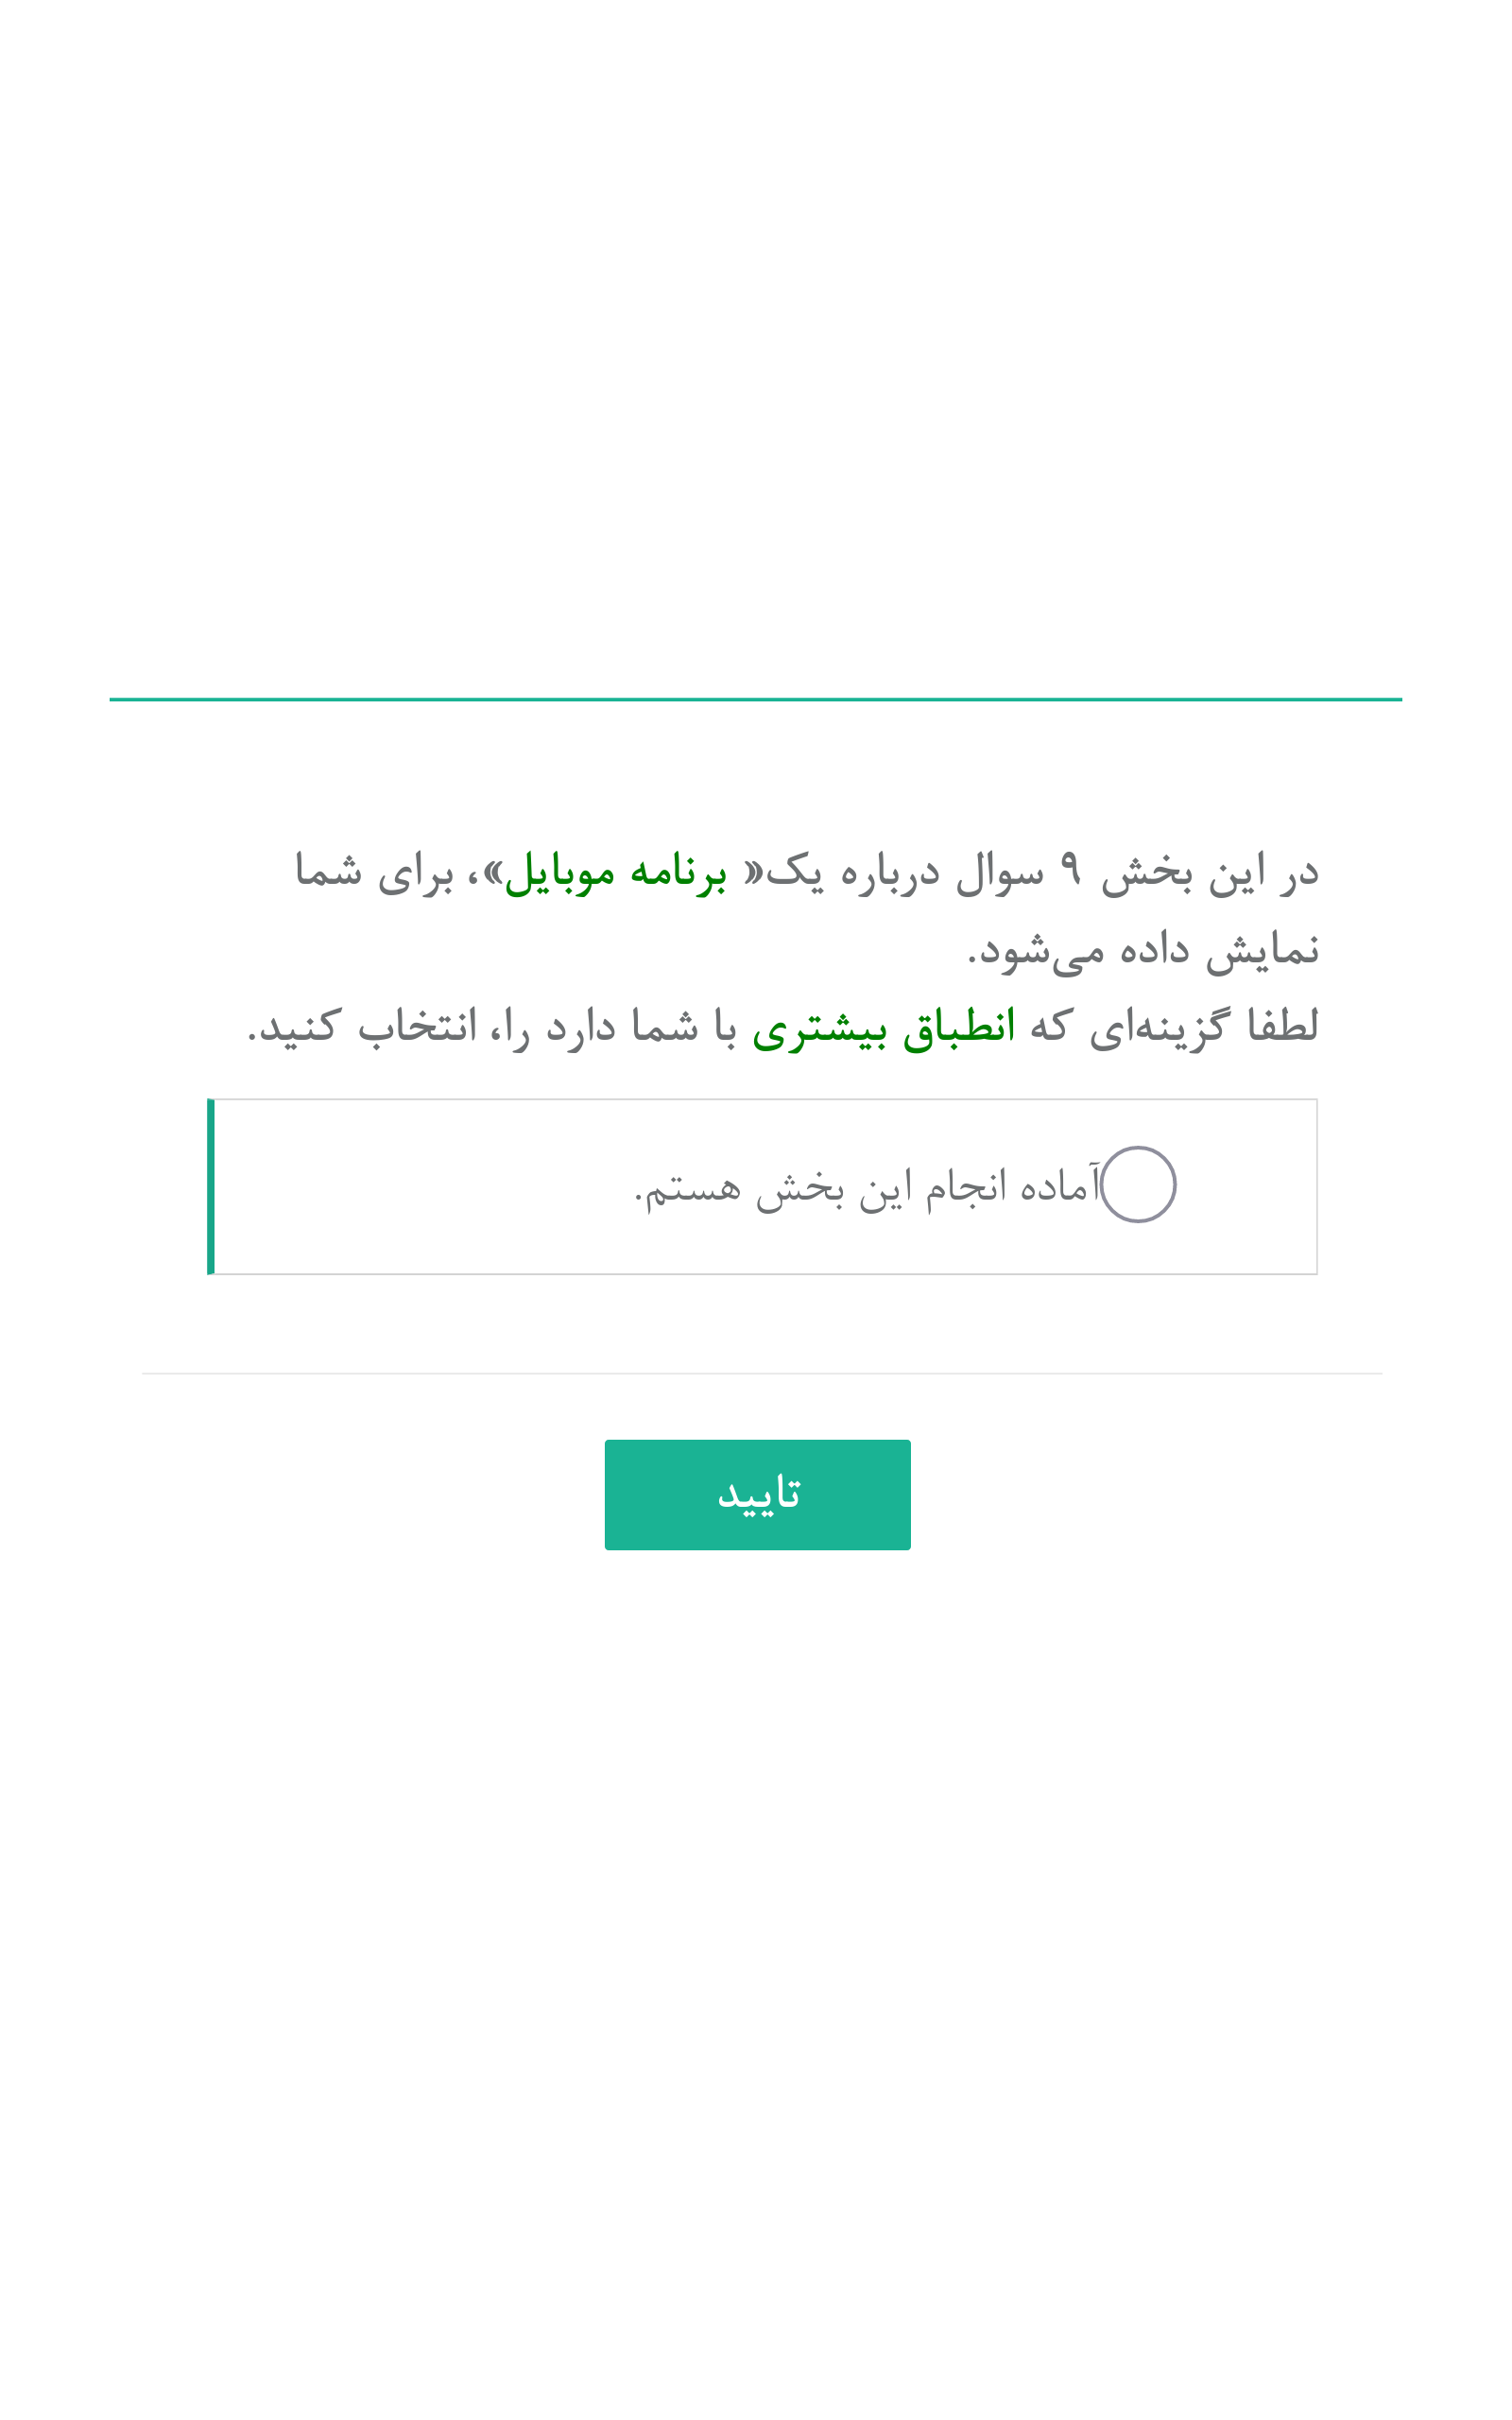 در این بخش ۹ سوال درباره یک« برنامه موبایل»، برای شما
نمایش داده می‌شود.
لطفا گزینه‌ای که انطباق بیشتری با شما دارد را، انتخاب کنید.
آماده انجام این بخش هستم.
تایید